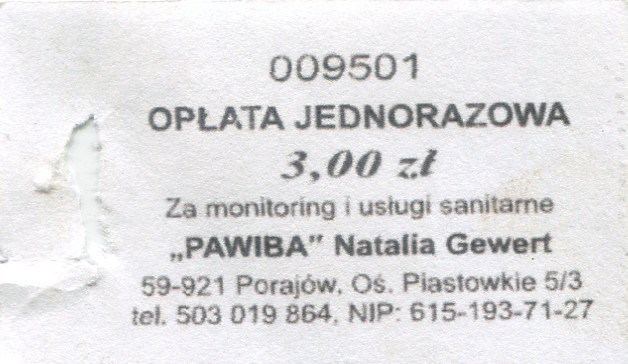 009501
OPŁATA JEDNORAZOWA
3,00 zł
Za monitoring i usługi sanitarne
„PAWIBA” Natalia Gewert
59-921 Porajów, Oś. Piastowkie 5/3
tel. 503 019 864, NIP: 615-193-71-27